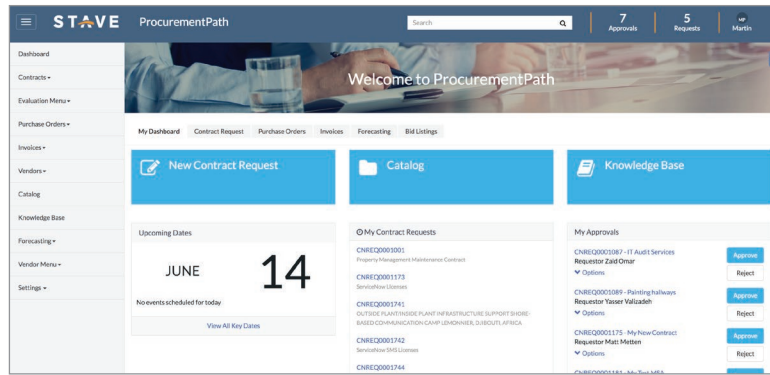 STAVE
ProcurementPath
Search
7
Approvals
5
Requests
MP
Martin
Dashboard
Contracts
Evaluation Menu
Purchase Orders
Invoices
Vendors
Catalog
Knowledge Base
Forecasting
Vendor Menu
Settings
Welcome to ProcurementPath
My Dashboard Contract Request Purchase Orders Invoices Forecasting Bid Listings
New Contract Request
Catalog
Knowledge Base
Upcoming Dates
JUNE 14
No events scheduled for today
View All Key Dates
My Contract Requests
CNREQ0001001
Property Management Maintenance Contract
CNREQ0001173
ServiceNow Licenses
CNREQ0001741
OUTSIDE PLANT/INSIDE PLANT INFRASTRUCTURE SUPPORT SHORE-
BASED COMMUNICATION CAMP LEMONNIER, DJIBOUTI, AFRICA
CNREQ0001742
ServiceNow SMS Licenses
CNREQ0001744
My Approvals
CNREQ0001087 - IT Audit Services
Requestor Zaid Omar
Options
Approve
Reject
CNREQ0001089 - Painting hallways
Requestor Yasser Valizadeh
Options
Approve
Reject
CNREQ0001175 - My New Contract
Requestor Matt Metten
Options
Approve
Reject
CNREQ0001181 - My Test MSA